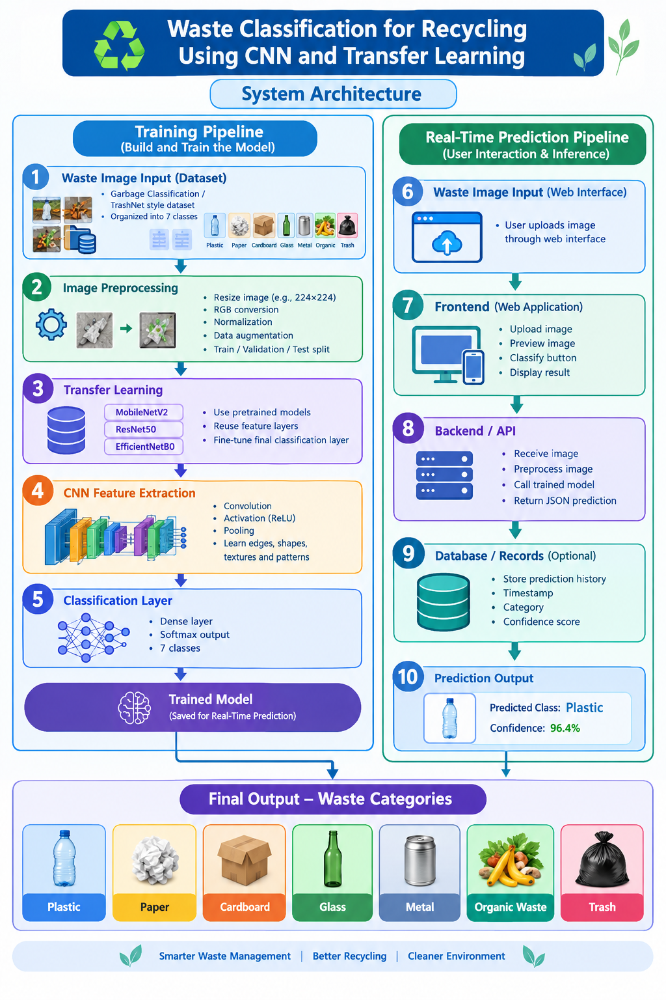 Waste Classification for Recycling
Using CNN and Transfer Learning
System Architecture
Training Pipeline
(Build and Train the Model)
1
Waste Image Input (Dataset)
• Garbage Classification /
TrashNet style dataset
• Organized into 7 classes
Plastic
Paper
Cardboard
Glass
Metal
Organic
Trash
2
Image Preprocessing
• Resize image (e.g., 224×224)
• RGB conversion
• Normalization
• Data augmentation
• Train / Validation / Test split
3
Transfer Learning
MobileNetV2
ResNet50
EfficientNetB0
• Use pretrained models
• Reuse feature layers
• Fine-tune final classification layer
4
CNN Feature Extraction
• Convolution
• Activation (ReLU)
• Pooling
• Learn edges, shapes,
textures and patterns
5
Classification Layer
• Dense layer
• Softmax output
• 7 classes
Trained Model
(Saved for Real-Time Prediction)
Real-Time Prediction Pipeline
(User Interaction & Inference)
6
Waste Image Input (Web Interface)
• User uploads image
through web interface
7
Frontend (Web Application)
• Upload image
• Preview image
• Classify button
• Display result
8
Backend / API
• Receive image
• Preprocess image
• Call trained model
• Return JSON prediction
9
Database / Records (Optional)
• Store prediction history
• Timestamp
• Category
• Confidence score
10
Prediction Output
Predicted Class: Plastic
Confidence: 96.4%
Final Output – Waste Categories
Plastic
Paper
Cardboard
Glass
Metal
Organic Waste
Trash
Smarter Waste Management | Better Recycling | Cleaner Environment